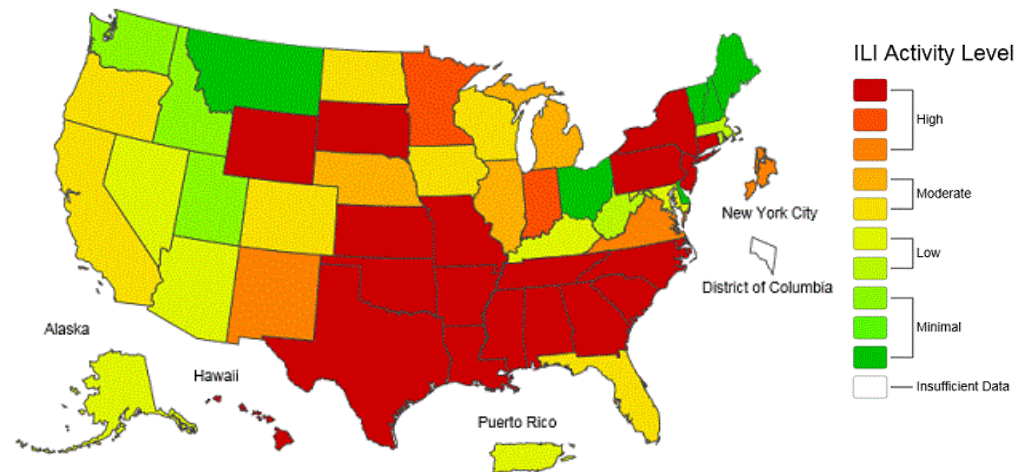 ILI Activity Level
High
Moderate
New York City
Low
District of Columbia
Alaska
Minimal
Hawaii
Insufficient Data
Puerto Rico